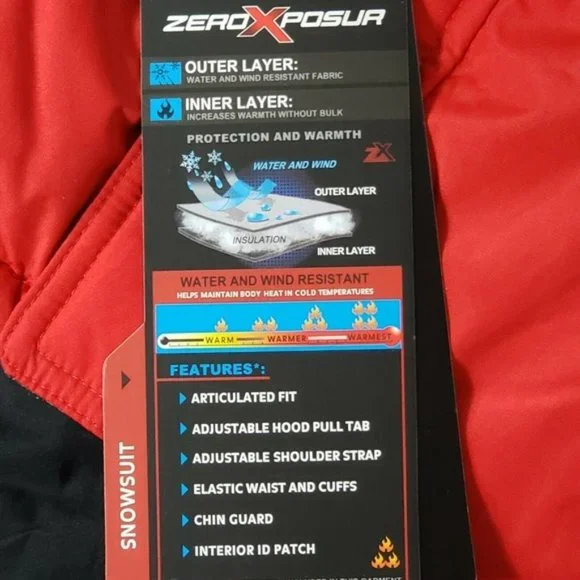 ZEROXPOSUR
OUTER LAYER:
WATER AND WIND RESISTANT FABRIC
INNER LAYER:
INCREASES WARMTH WITHOUT BULK
PROTECTION AND WARMTH
ZX
WATER AND WIND
OUTER LAYER
INSULATION
INNER LAYER
WATER AND WIND RESISTANT
HELPS MAINTAIN BODY HEAT IN COLD TEMPERATURES
WARM
WARMER
WARMEST
FEATURES*:
ARTICULATED FIT
ADJUSTABLE HOOD PULL TAB
ADJUSTABLE SHOULDER STRAP
ELASTIC WAIST AND CUFFS
CHIN GUARD
INTERIOR ID PATCH
SNOWSUIT